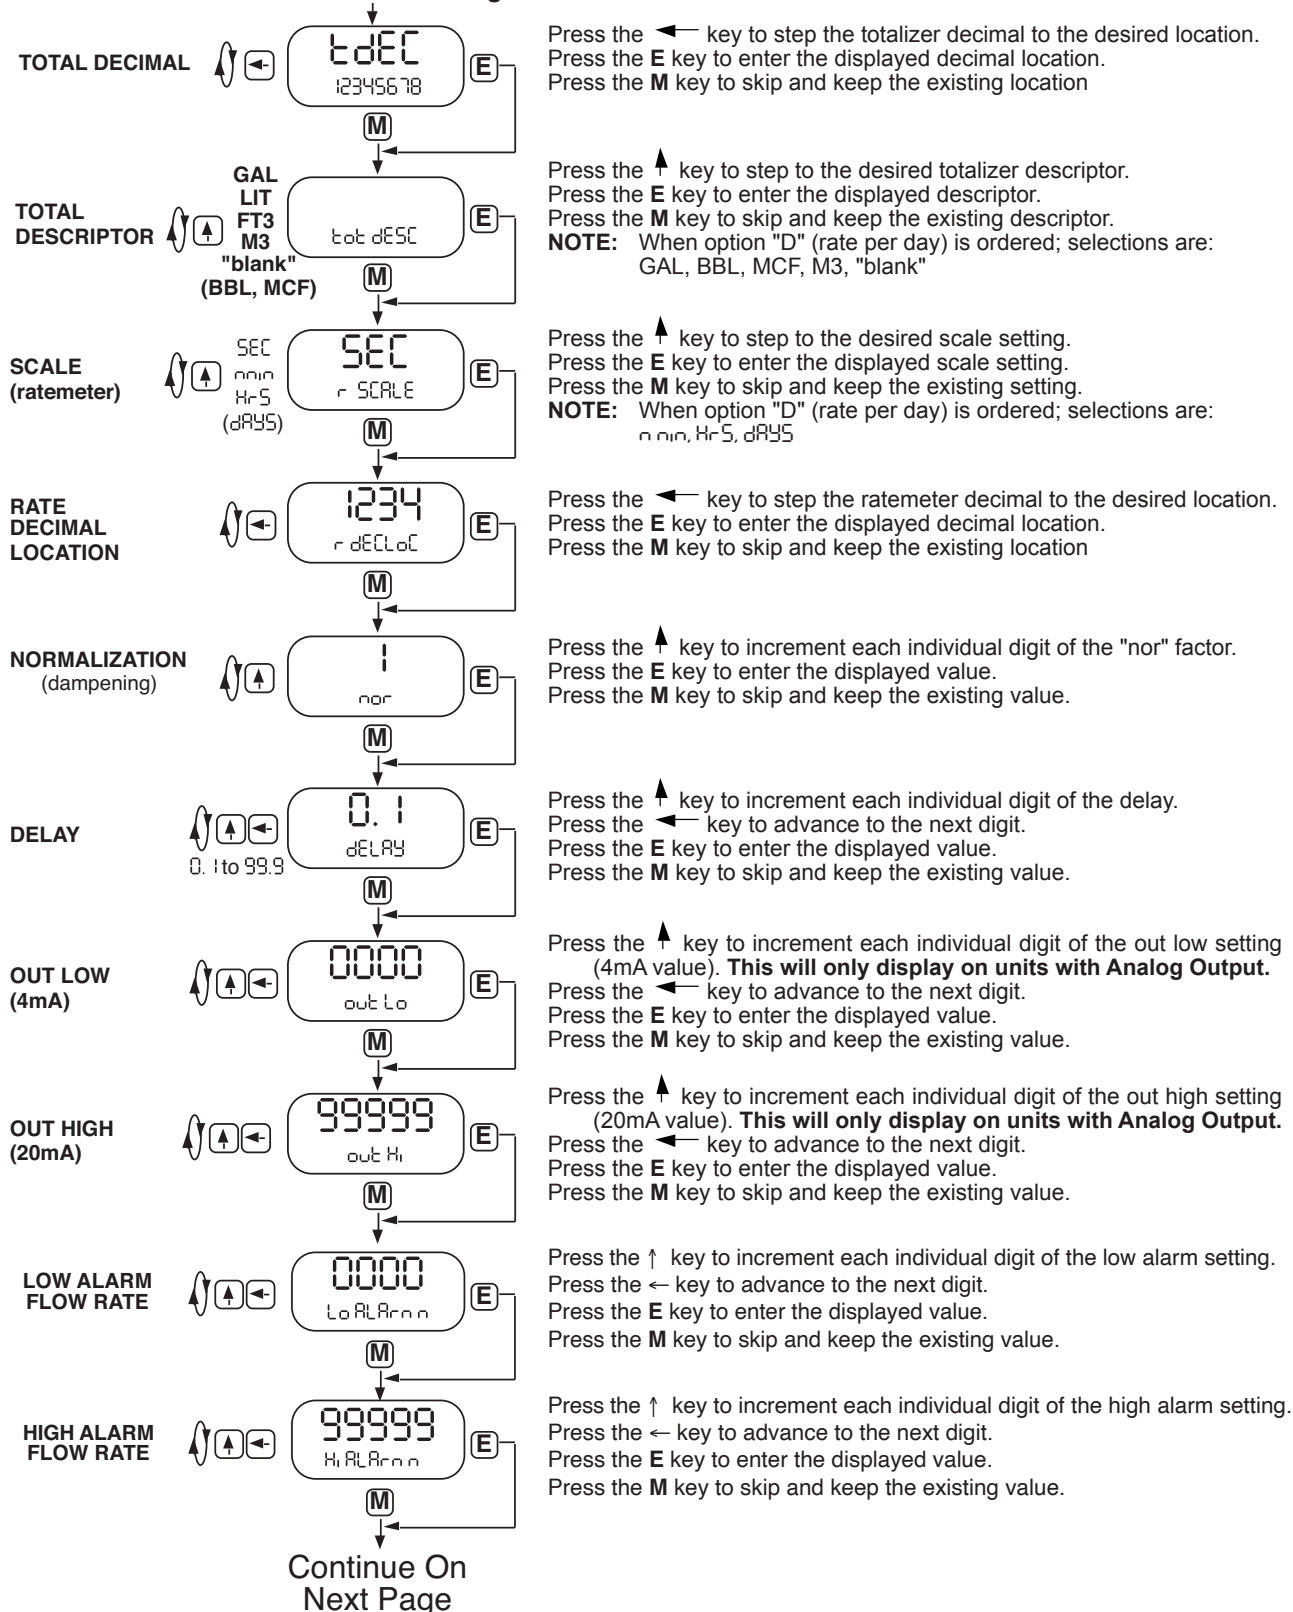 TOTAL DECIMAL
tdEC
12345678
E
M
Press the key to step the totalizer decimal to the desired location.
Press the E key to enter the displayed decimal location.
Press the M key to skip and keep the existing location
TOTAL
DESCRIPTOR
GAL
LIT
FT3
M3
"blank"
(BBL, MCF)
tot dESC
E
M
Press the key to step to the desired totalizer descriptor.
Press the E key to enter the displayed descriptor.
Press the M key to skip and keep the existing descriptor.
NOTE: When option "D" (rate per day) is ordered; selections are:
GAL, BBL, MCF, M3, "blank"
SCALE
(ratemeter)
SEC
min
HrS
(dAYS)
SEC
r SCALE
E
M
Press the key to step to the desired scale setting.
Press the E key to enter the displayed scale setting.
Press the M key to skip and keep the existing setting.
NOTE: When option "D" (rate per day) is ordered; selections are:
min, HrS, dAYS
RATE
DECIMAL
LOCATION
1234
r dECLoC
E
M
Press the key to step the ratemeter decimal to the desired location.
Press the E key to enter the displayed decimal location.
Press the M key to skip and keep the existing location
NORMALIZATION
(dampening)
1
nor
E
M
Press the key to increment each individual digit of the "nor" factor.
Press the E key to enter the displayed value.
Press the M key to skip and keep the existing value.
DELAY
0.1 to 99.9
0.1
dELAY
E
M
Press the key to increment each individual digit of the delay.
Press the key to advance to the next digit.
Press the E key to enter the displayed value.
Press the M key to skip and keep the existing value.
OUT LOW
(4mA)
0000
out Lo
E
M
Press the key to increment each individual digit of the out low setting
(4mA value). This will only display on units with Analog Output.
Press the key to advance to the next digit.
Press the E key to enter the displayed value.
Press the M key to skip and keep the existing value.
OUT HIGH
(20mA)
99999
out Hi
E
M
Press the key to increment each individual digit of the out high setting
(20mA value). This will only display on units with Analog Output.
Press the key to advance to the next digit.
Press the E key to enter the displayed value.
Press the M key to skip and keep the existing value.
LOW ALARM
FLOW RATE
0000
Lo ALArm
E
M
Press the ↑ key to increment each individual digit of the low alarm setting.
Press the ← key to advance to the next digit.
Press the E key to enter the displayed value.
Press the M key to skip and keep the existing value.
HIGH ALARM
FLOW RATE
99999
Hi ALArm
E
M
Press the ↑ key to increment each individual digit of the high alarm setting.
Press the ← key to advance to the next digit.
Press the E key to enter the displayed value.
Press the M key to skip and keep the existing value.
Continue On
Next Page